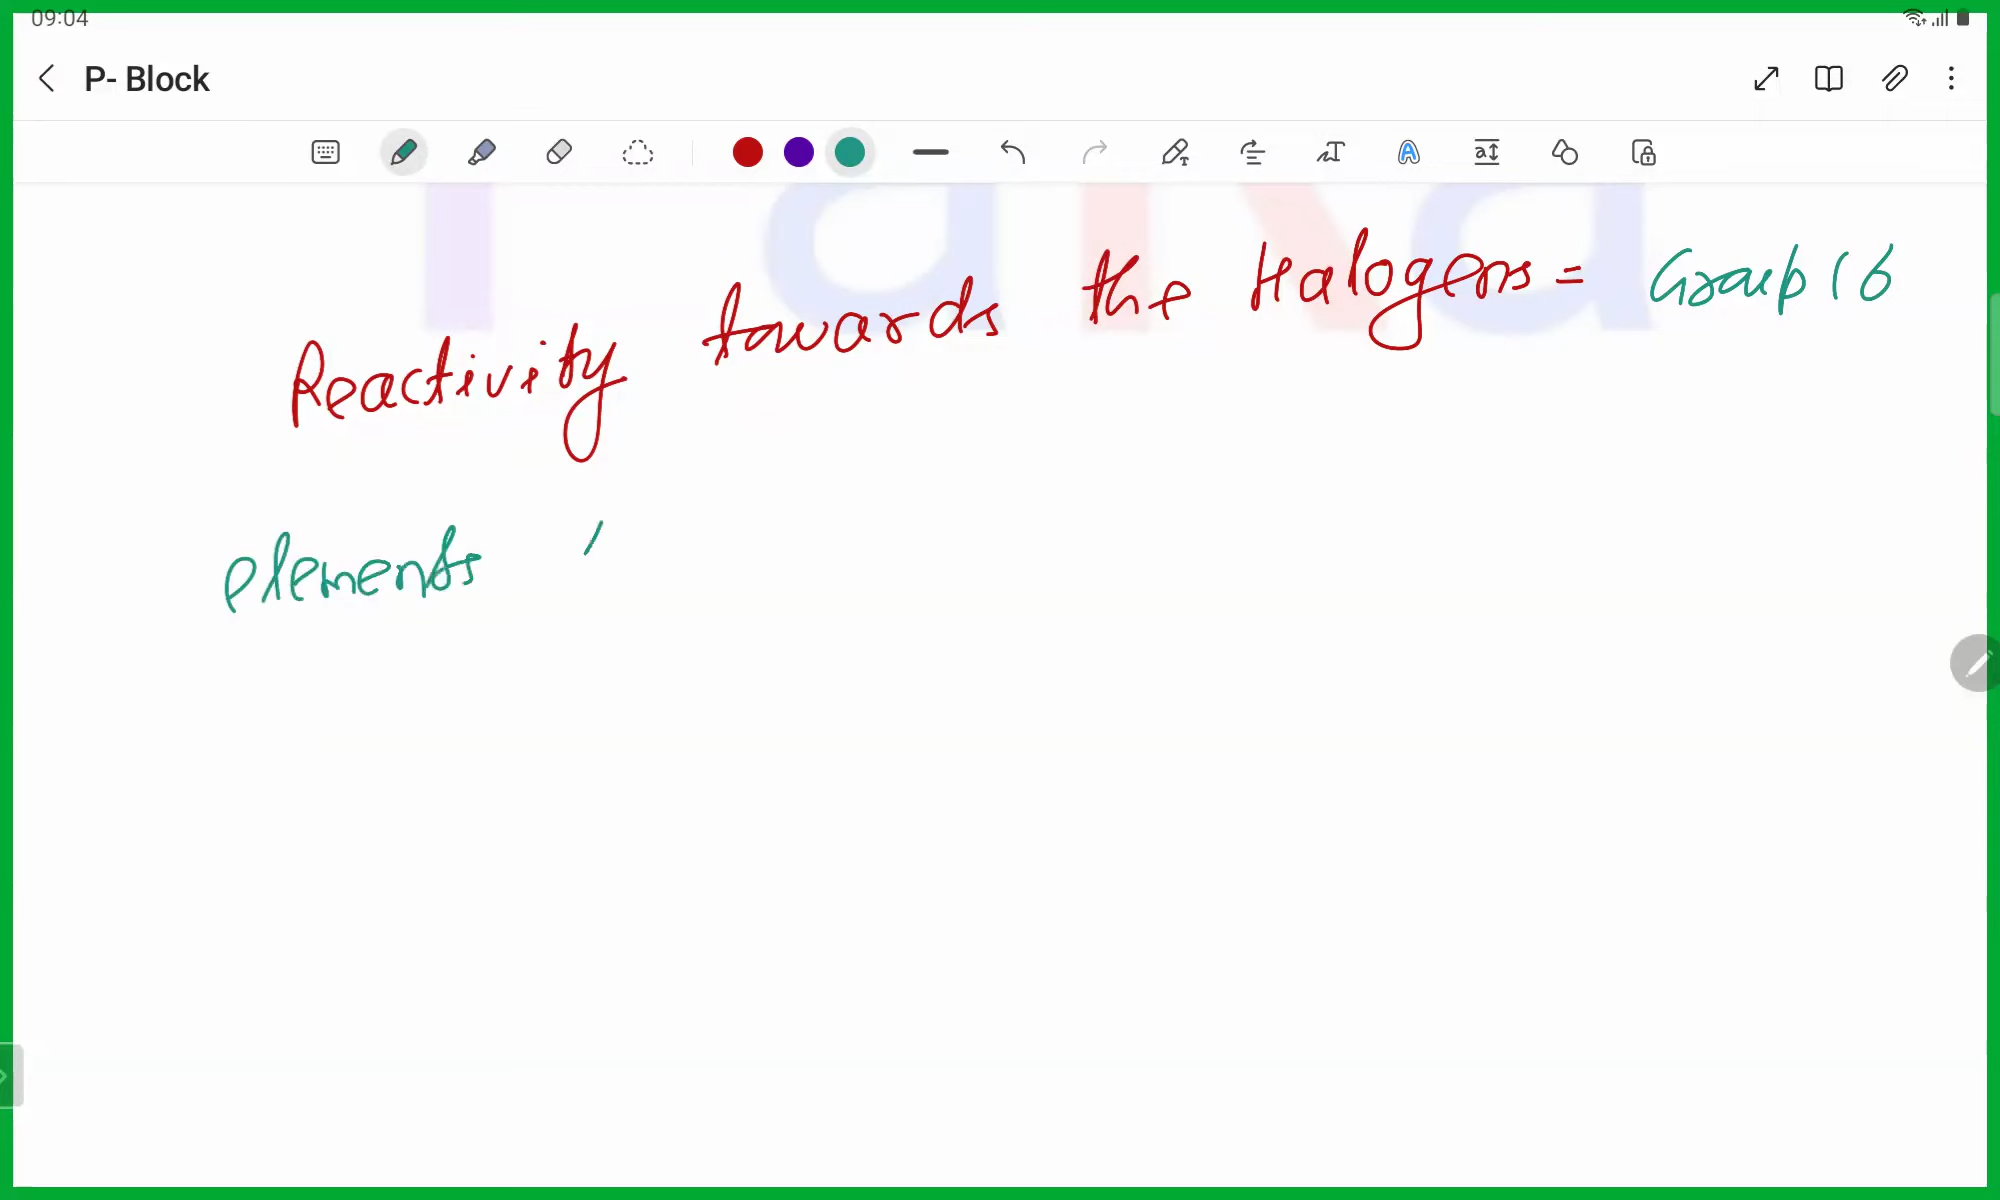 09:04
P- Block
Reactivity towards the Halogens = Group 16
elements